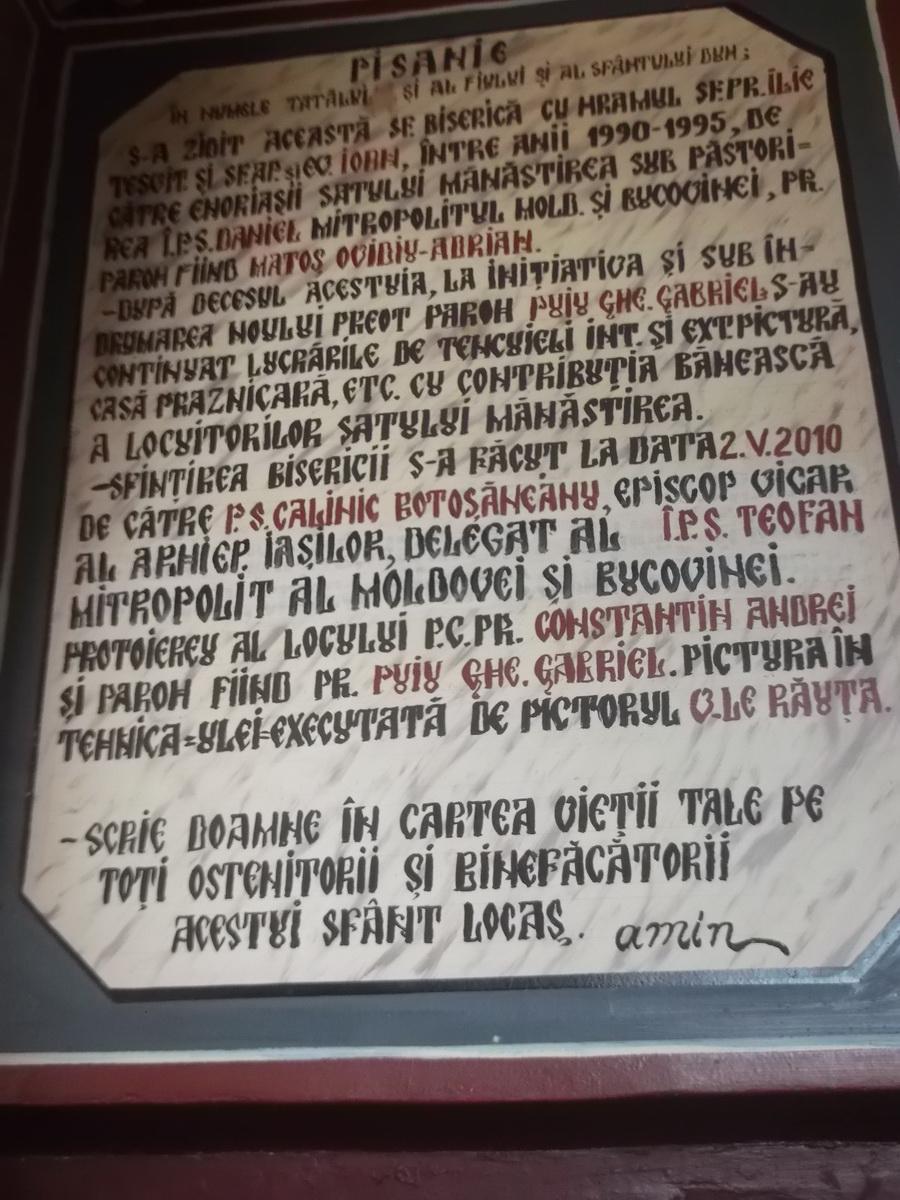 PISANIE
ÎN NUMELE TATĂLUI ȘI AL FIULUI ȘI AL SFÂNTULUI DUH;
S-A ZIDIT ACEASTĂ SF. BISERICĂ CU HRAMUL SF.PR. ILIE
TESVIT. ȘI SF.AP. ȘI EV. IOAN, ÎNTRE ANII 1990-1995, DE
CĂTRE ENORIAȘII SATULUI MĂNĂSTIREA SUB PĂSTORI=
REA Î.P.S. DANIEL MITROPOLITUL MOLD. ȘI BUCOVINEI, PR.
PAROH FIIND MATOȘ OVIDIU-ADRIAN.
-DUPĂ DECESUL ACESTUIA, LA INIȚIATIVA ȘI SUB ÎN-
DRUMAREA NOULUI PREOT PAROH PUIU GHE. GABRIEL S-AU
CONTINUAT LUCRĂRILE DE TENCUIELI INT. ȘI EXT. PICTURĂ,
CASĂ PRAZNICARĂ, ETC. CU CONTRIBUȚIA BĂNEASCĂ
A LOCUITORILOR SATULUI MĂNĂSTIREA.
-SFINȚIREA BISERICII S-A FĂCUT LA DATA 2.V.2010
DE CĂTRE P.S. CALINIC BOTOȘĂNEANU, EPISCOP VICAR
AL ARHIEP. IAȘILOR, DELEGAT AL Î.P.S. TEOFAN
MITROPOLIT AL MOLDOVEI ȘI BUCOVINEI.
PROTOIEREU AL LOCULUI P.C.PR. CONSTANTIN ANDREI
ȘI PAROH FIIND PR. PUIU GHE. GABRIEL. PICTURA ÎN
TEHNICA=ULEI=EXECUTATĂ DE PICTORUL V-LE RĂUȚA.
-SCRIE DOAMNE ÎN CARTEA VIEȚII TALE PE
TOȚI OSTENITORII ȘI BINEFĂCĂTORII
ACESTUI SFÂNT LOCAȘ. amin